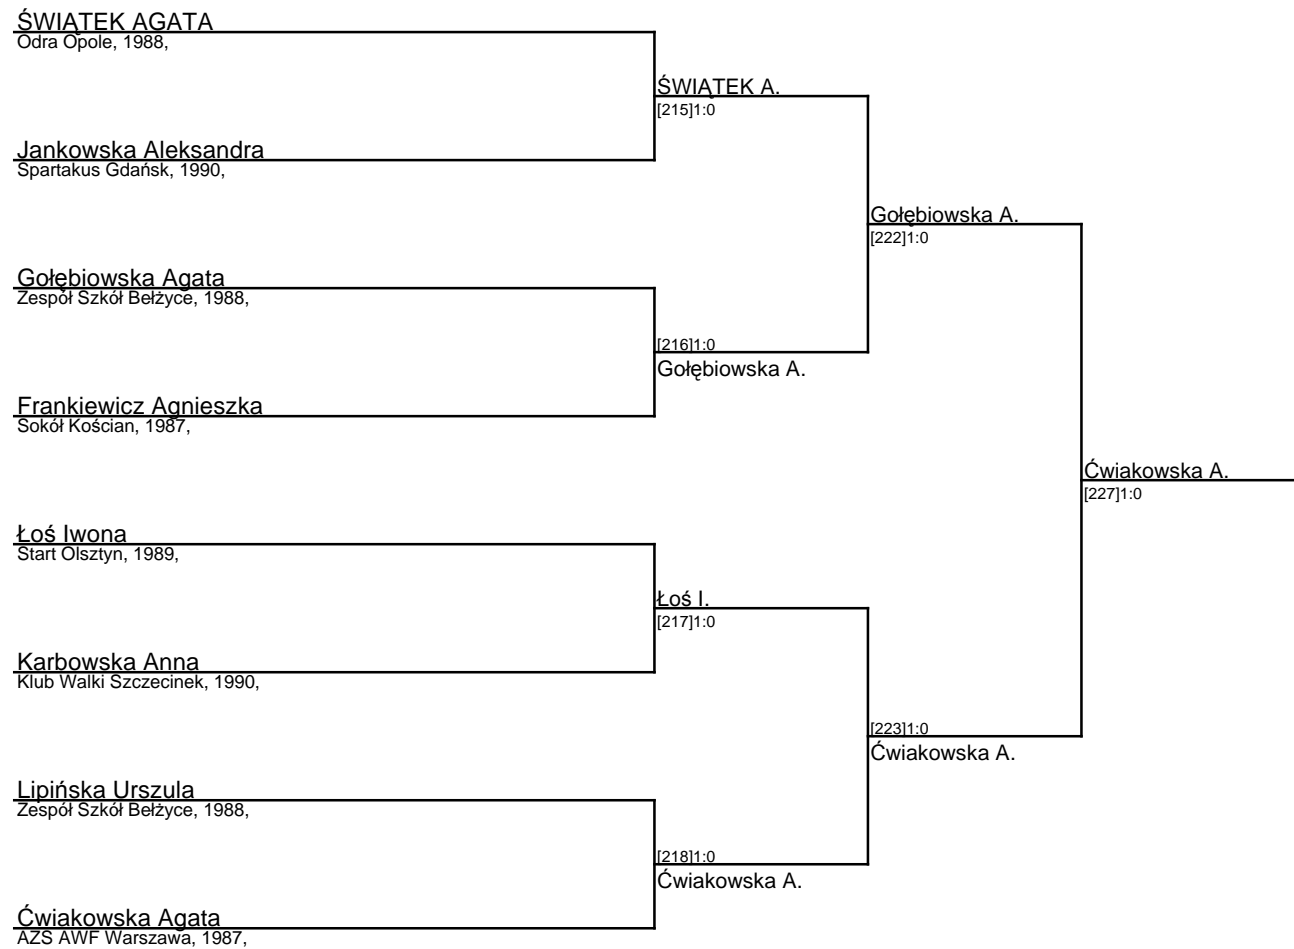 ŚWIĄTEK AGATA
Odra Opole, 1988,
ŚWIĄTEK A.
[215]1:0
Jankowska Aleksandra
Spartakus Gdańsk, 1990,
Gołębiowska A.
[222]1:0
Gołębiowska Agata
Zespół Szkół Bełżyce, 1988,
[216]1:0
Gołębiowska A.
Frankiewicz Agnieszka
Sokół Kościan, 1987,
Ćwiakowska A.
[227]1:0
Łoś Iwona
Start Olsztyn, 1989,
Łoś I.
[217]1:0
Karbowska Anna
Klub Walki Szczecinek, 1990,
[223]1:0
Ćwiakowska A.
Lipińska Urszula
Zespół Szkół Bełżyce, 1988,
[218]1:0
Ćwiakowska A.
Ćwiakowska Agata
AZS AWF Warszawa, 1987,